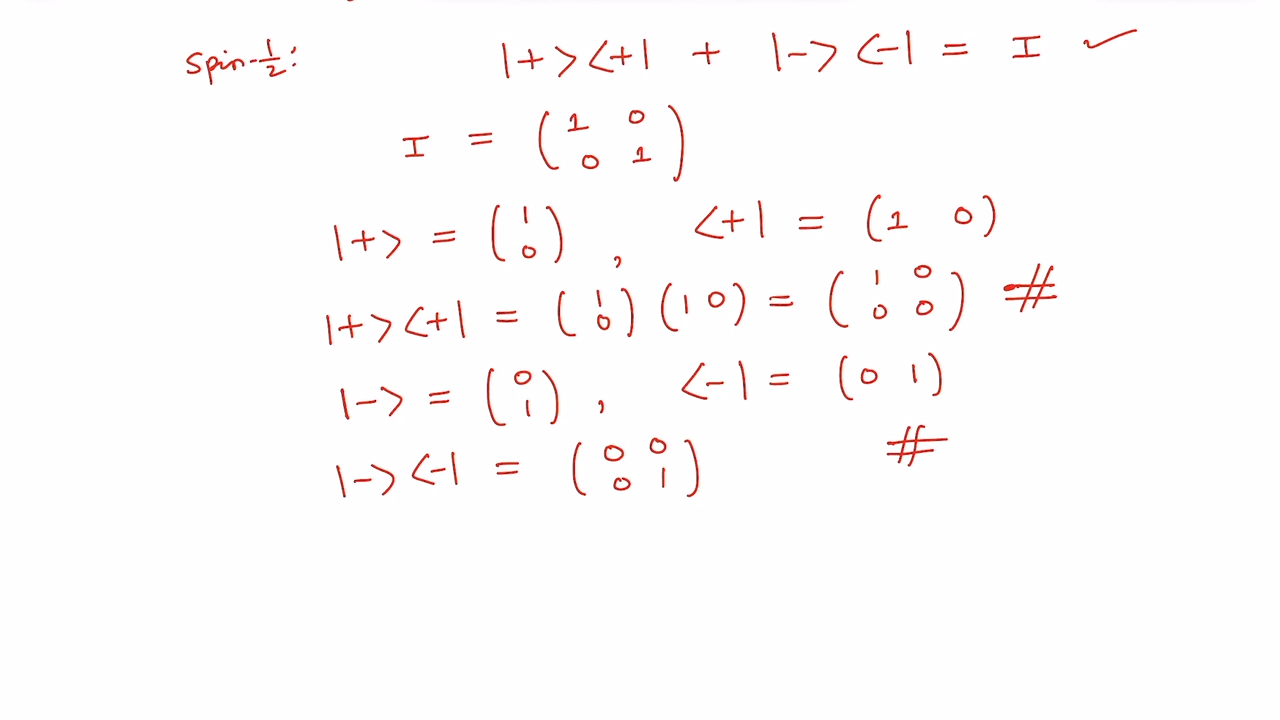 Spin-1/2: |+><+| + |-><-| = I ✓
I = (1 0; 0 1)
|+> = (1; 0), <+| = (1 0)
|+><+| = (1; 0)(1 0) = (1 0; 0 0) #
|-> = (0; 1), <-| = (0 1)
|-><-| = (0 0; 0 1) #